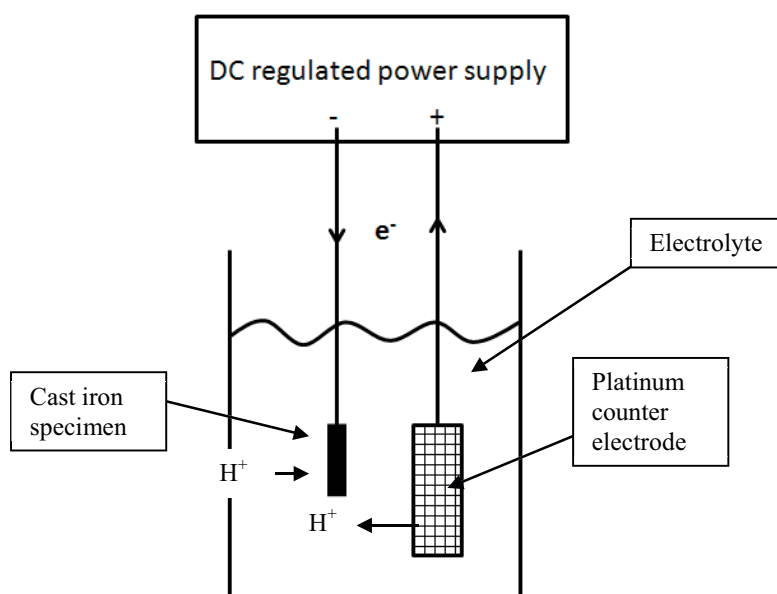 DC regulated power supply
- +
e-
Electrolyte
Platinum
counter
electrode
Cast iron
specimen
H+
H+